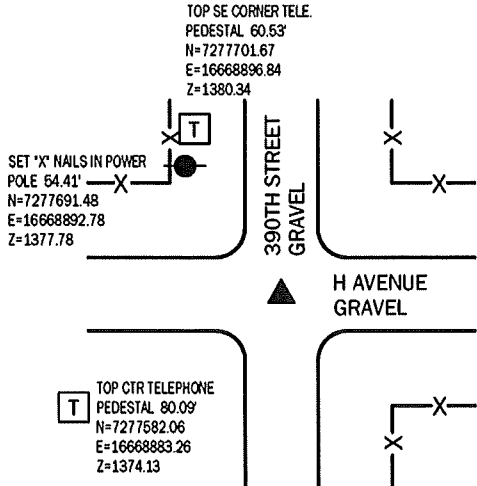 TOP SE CORNER TELE.
PEDESTAL 60.53'
N=7277701.67
E=16668896.84
Z=1380.34
T
SET "X" NAILS IN POWER
POLE 54.41'
N=7277691.48
E=16668892.78
Z=1377.78
X
X
X
X
390TH STREET
GRAVEL
H AVENUE
GRAVEL
T
TOP CTR TELEPHONE
PEDESTAL 80.09'
N=7277582.06
E=16668883.26
Z=1374.13
X
X